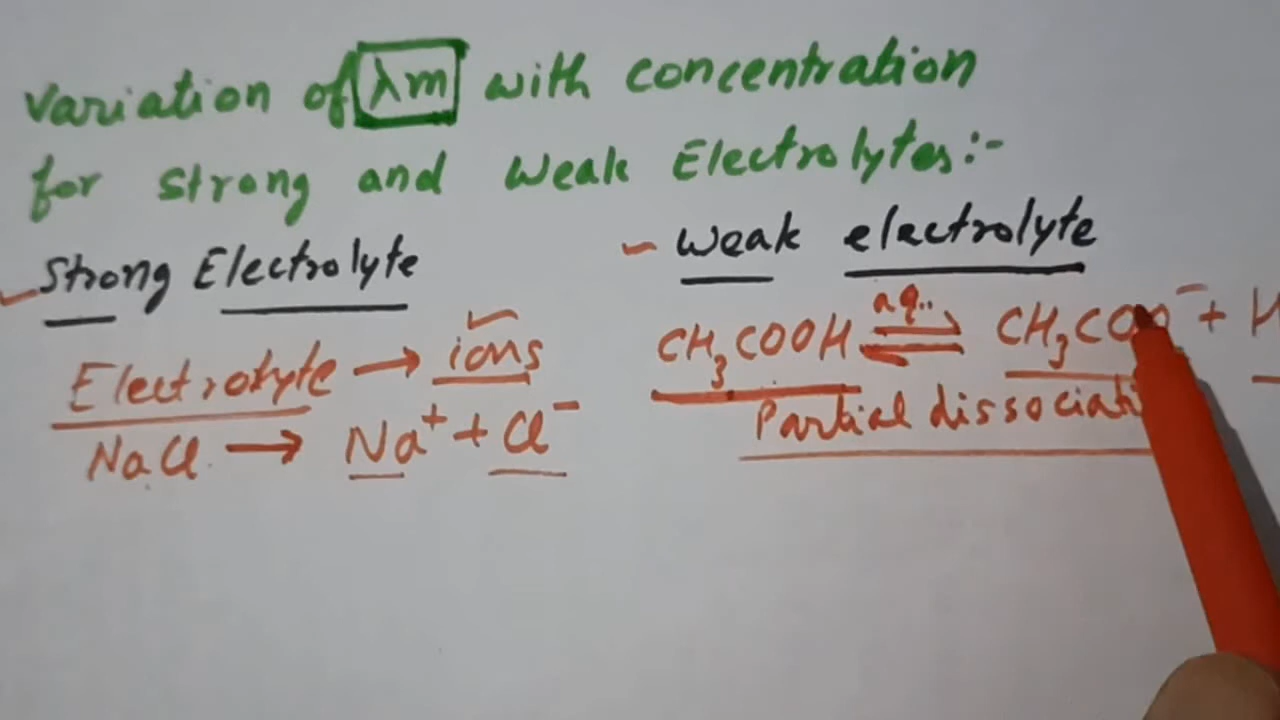 Variation of λm with concentration
for Strong and Weak Electrolytes:-
Strong Electrolyte
Electrolyte → ions
NaCl → Na⁺ + Cl⁻
Weak electrolyte
aq..
CH₃COOH ⇌ CH₃COO⁻ + H
Partial dissociati